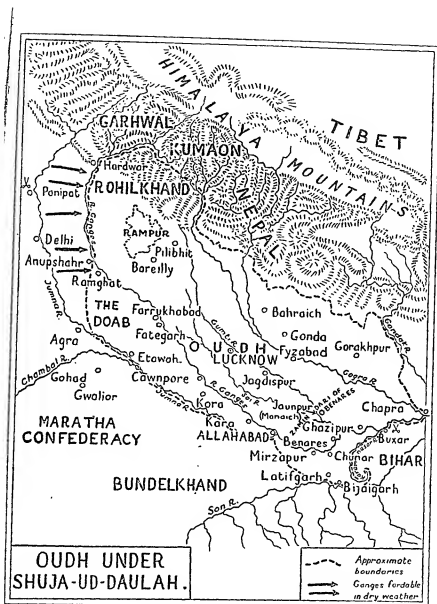 HIMALAYA
MOUNTAINS
TIBET
GARHWAL
KUMAON
NEPAL
Hardwar
ROHILKHAND
Panipat
R. Ganges
RAMPUR
Delhi
Pilibhit
Bareilly
Anupshahr
Ramghat
Jumna R.
THE
DOAB
Farrukhabad
Fategarh
Bahraich
Gonda
Gorakhpur
Agra
Etawah
OUDH
LUCKNOW
Fyzabad
Gogra R.
Chambal R.
Gohad
Gwalior
Cawnpore
Jagdispur
Kora
R. Ganges
Sai R.
Jumna R.
Kara
Jaunpur
Chapra
MARATHA
CONFEDERACY
ALLAHABAD
Benares
Ghazipur
Buxar
Mirzapur
Chunar
BIHAR
Latifgarh
Bijaigarh
BUNDELKHAND
Son R.
OUDH UNDER
SHUJA-UD-DAULAH.
Approximate
boundaries
Ganges fordable
in dry weather